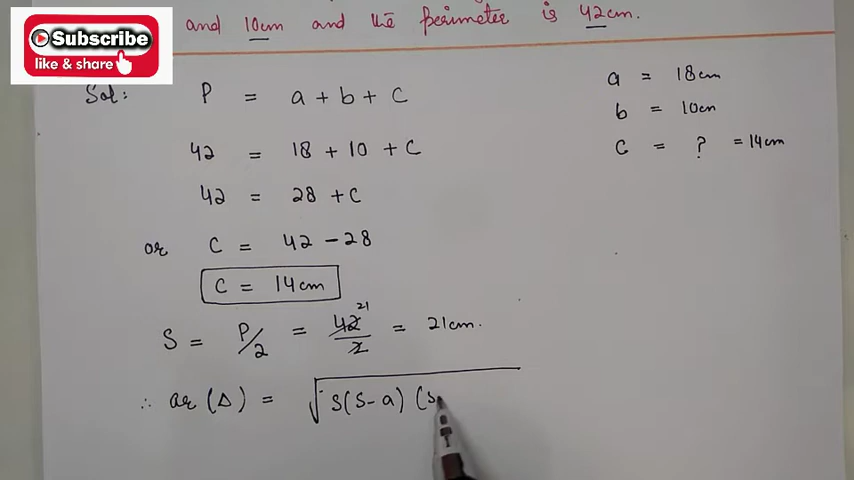 Subscribe
like & share
and 10cm and the perimeter is 42cm.
Sol: P = a + b + c
a = 18cm
b = 10cm
c = ? = 14cm
42 = 18 + 10 + c
42 = 28 + c
or c = 42 - 28
c = 14cm
S = P/2 = 42/2 21 = 21cm.
∴ ar (Δ) = √s(s-a) (s